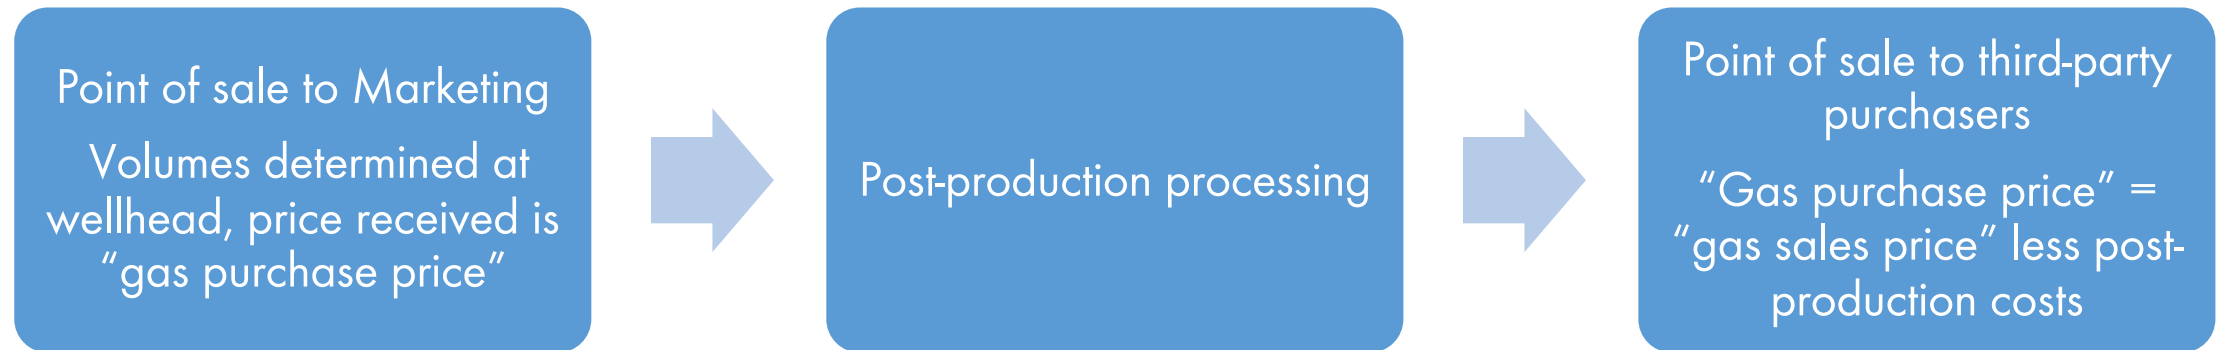 Point of sale to Marketing
Volumes determined at
wellhead, price received is
“gas purchase price”
Post-production processing
Point of sale to third-party
purchasers
“Gas purchase price” =
“gas sales price” less post-
production costs